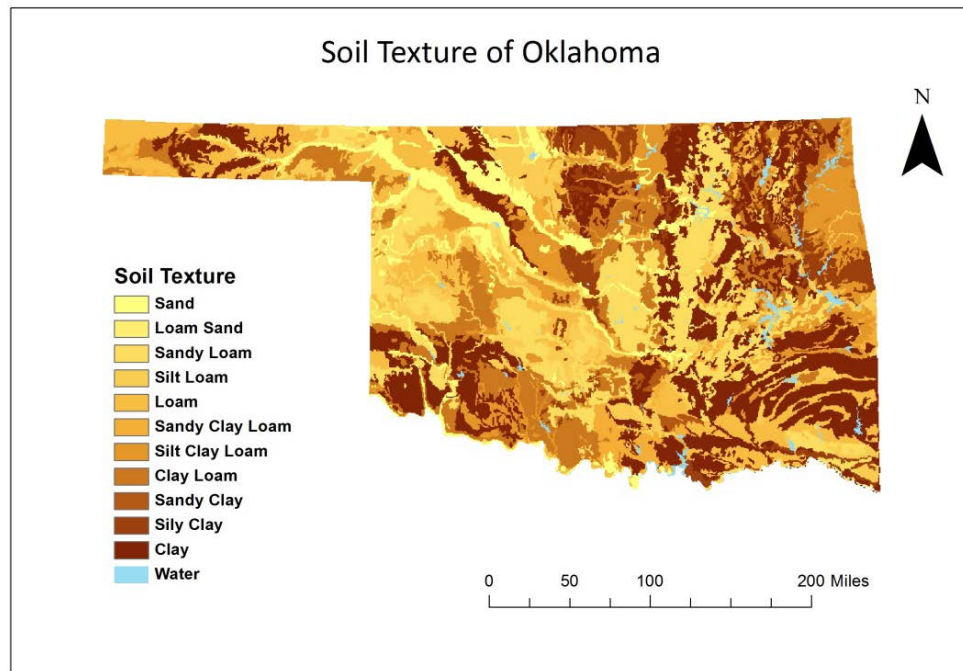 Soil Texture of Oklahoma
N
Soil Texture
Sand
Loam Sand
Sandy Loam
Silt Loam
Loam
Sandy Clay Loam
Silt Clay Loam
Clay Loam
Sandy Clay
Sily Clay
Clay
Water
0 50 100 200 Miles